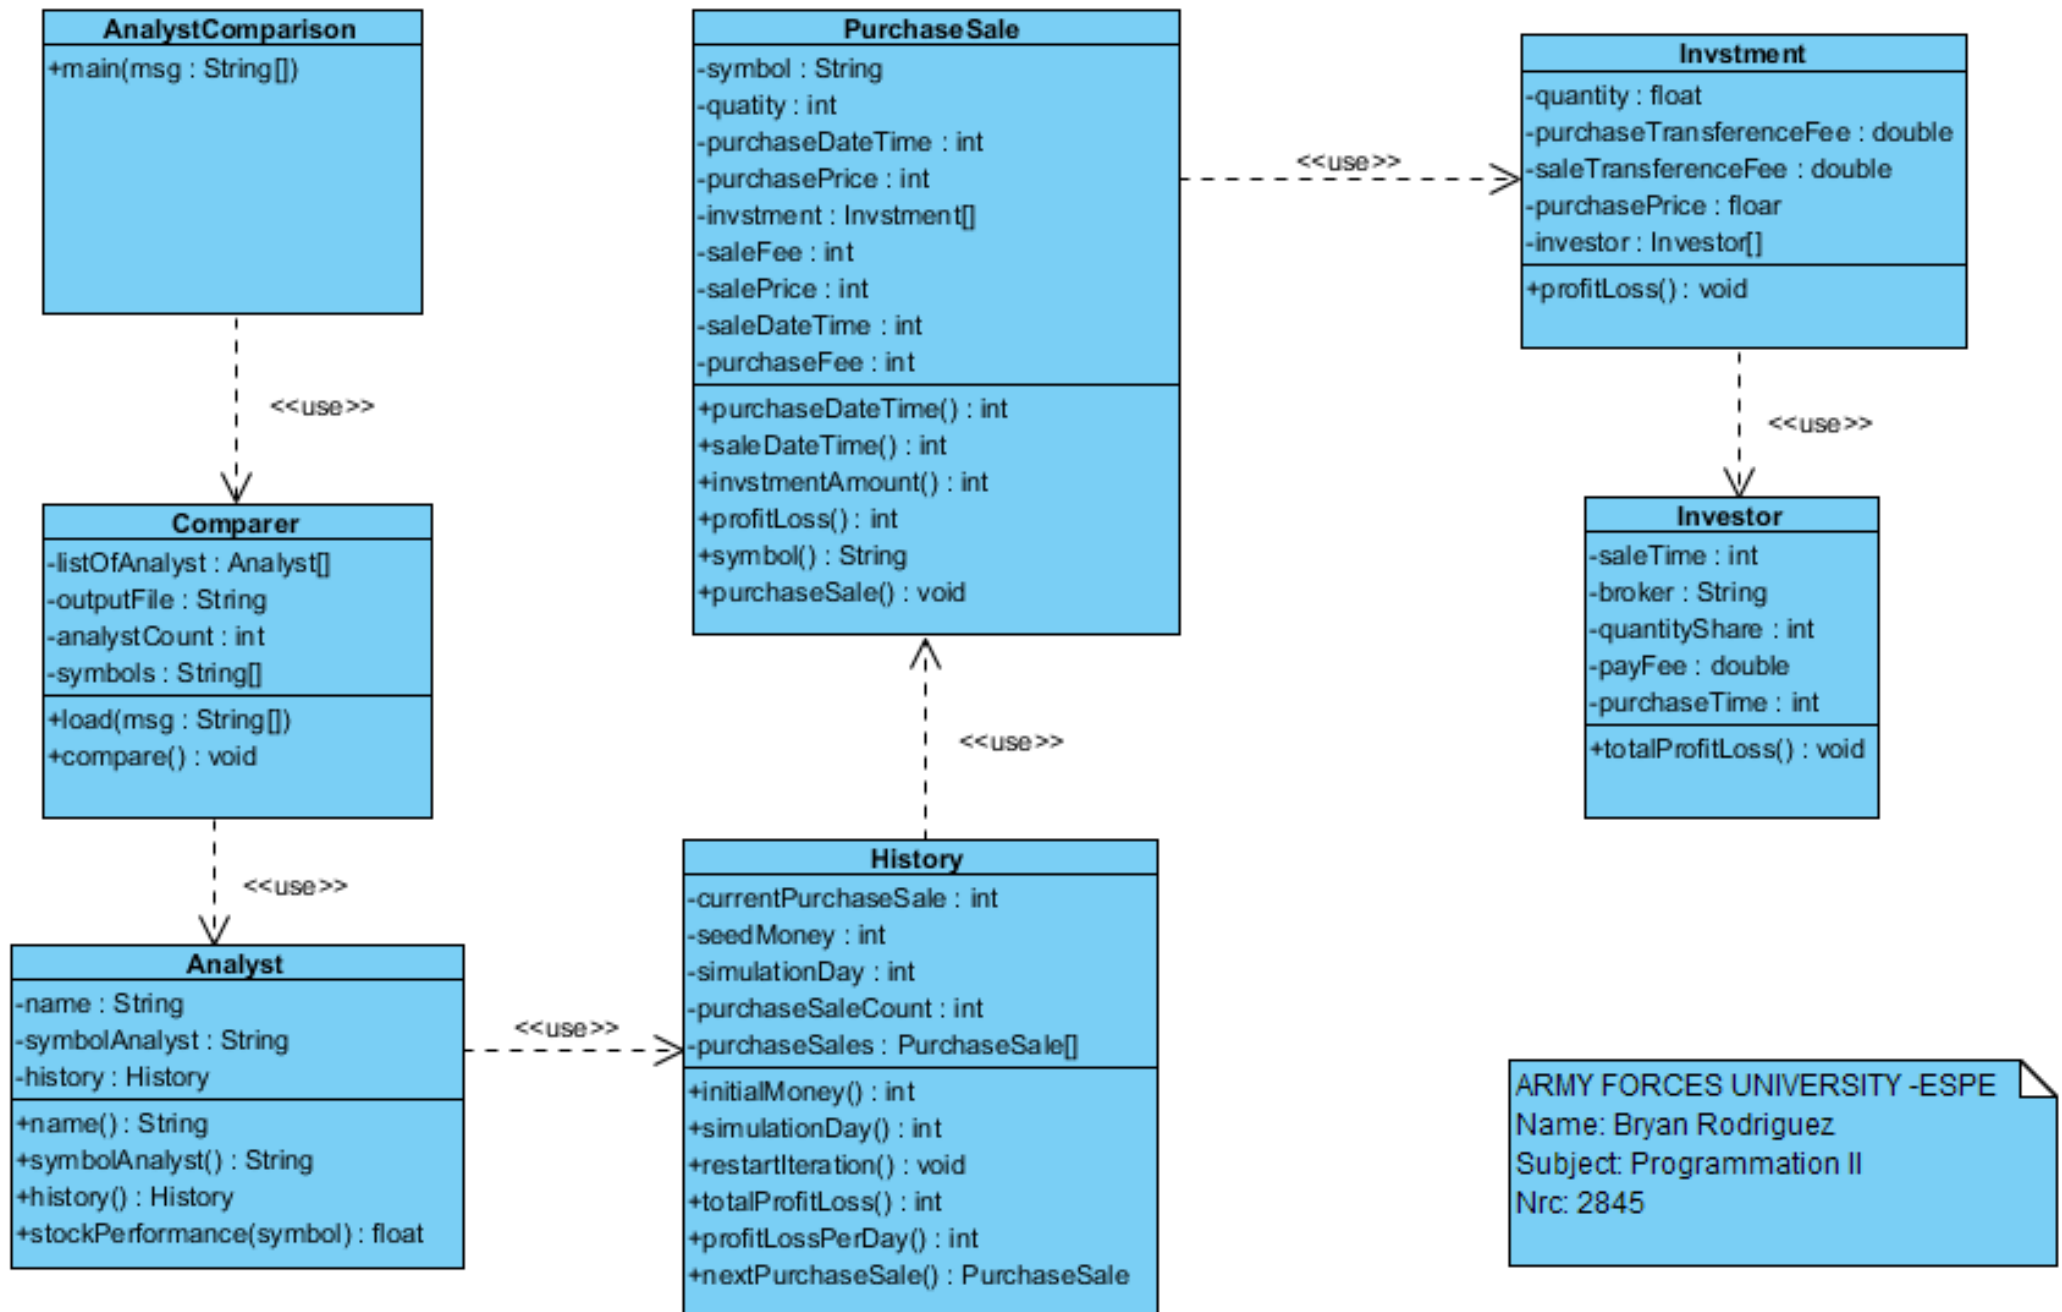 AnalystComparison
+main(msg : String[])
<<use>>
Comparer
-listOfAnalyst : Analyst[]
-outputFile : String
-analystCount : int
-symbols : String[]
+load(msg : String[])
+compare() : void
<<use>>
Analyst
-name : String
-symbolAnalyst : String
-history : History
+name() : String
+symbolAnalyst() : String
+history() : History
+stockPerformance(symbol) : float
<<use>>
History
-currentPurchaseSale : int
-seedMoney : int
-simulationDay : int
-purchaseSaleCount : int
-purchaseSales : PurchaseSale[]
+initialMoney() : int
+simulationDay() : int
+restartIteration() : void
+totalProfitLoss() : int
+profitLossPerDay() : int
+nextPurchaseSale() : PurchaseSale
<<use>>
PurchaseSale
-symbol : String
-quatity : int
-purchaseDateTime : int
-purchasePrice : int
-invstment : Invstment[]
-saleFee : int
-salePrice : int
-saleDateTime : int
-purchaseFee : int
+purchaseDateTime() : int
+saleDateTime() : int
+invstmentAmount() : int
+profitLoss() : int
+symbol() : String
+purchaseSale() : void
<<use>>
Invstment
-quantity : float
-purchaseTransferenceFee : double
-saleTransferenceFee : double
-purchasePrice : floar
-investor : Investor[]
+profitLoss() : void
<<use>>
Investor
-saleTime : int
-broker : String
-quantityShare : int
-payFee : double
-purchaseTime : int
+totalProfitLoss() : void
ARMY FORCES UNIVERSITY -ESPE
Name: Bryan Rodriguez
Subject: Programmation II
Nrc: 2845